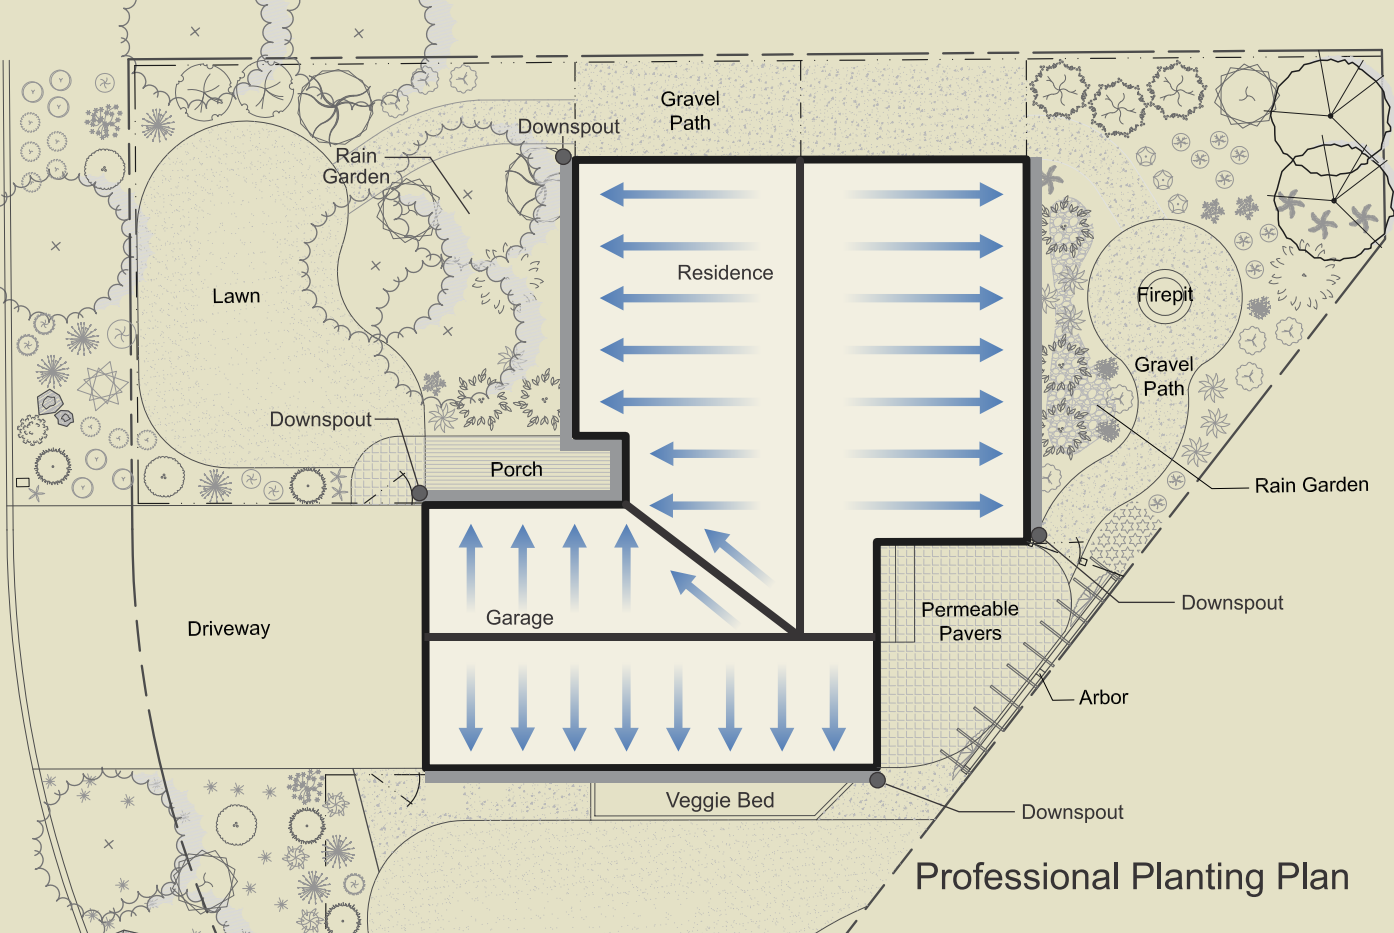 Gravel
Path
Downspout
Rain
Garden
Residence
Lawn
Firepit
Gravel
Path
Downspout
Porch
Rain Garden
Downspout
Permeable
Pavers
Garage
Driveway
Arbor
Veggie Bed
Downspout
Professional Planting Plan